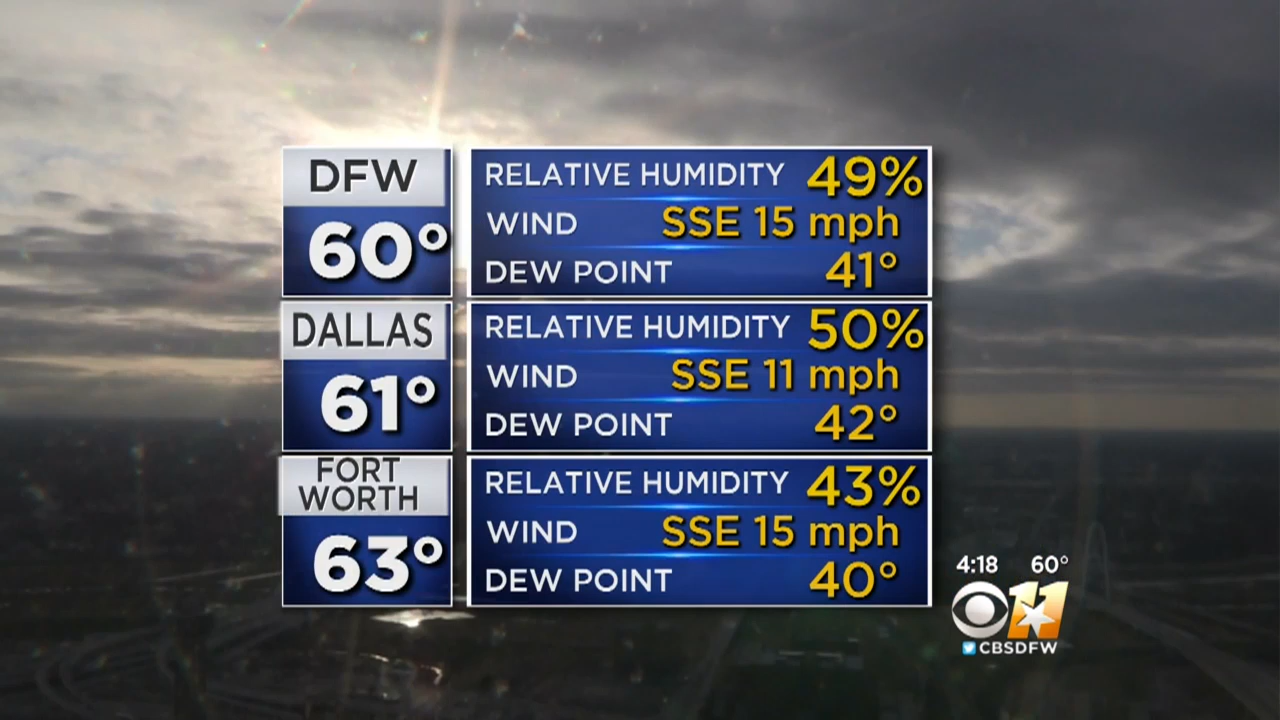 DFW
60°
RELATIVE HUMIDITY 49%
WIND SSE 15 mph
DEW POINT 41°
DALLAS
61°
RELATIVE HUMIDITY 50%
WIND SSE 11 mph
DEW POINT 42°
FORT
WORTH
63°
RELATIVE HUMIDITY 43%
WIND SSE 15 mph
DEW POINT 40°
4:18 60°
11
CBSDFW